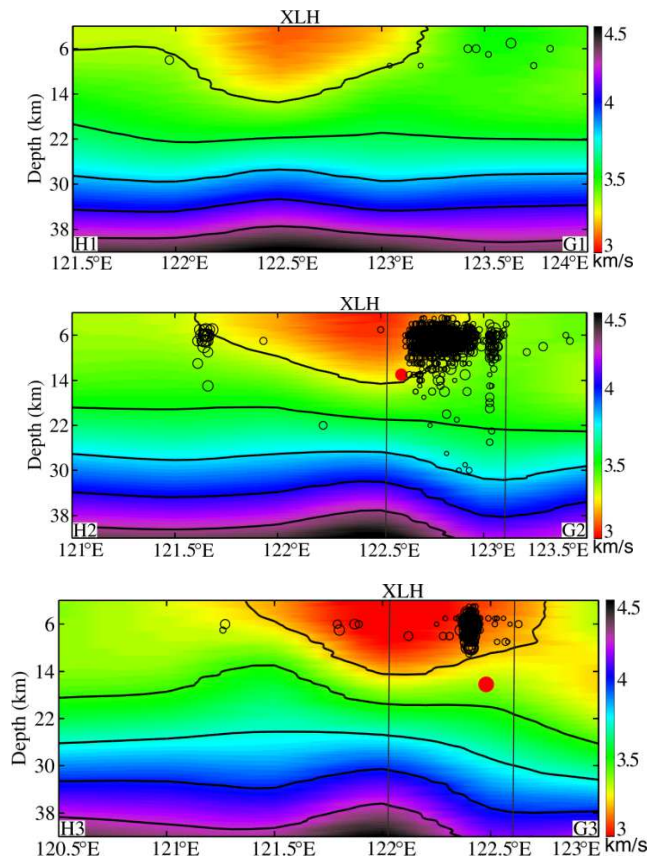 XLH
Depth (km)
6
14
22
30
38
H1
G1
121.5°E
122°E
122.5°E
123°E
123.5°E
124°E
4.5
4
3.5
3
km/s
XLH
Depth (km)
6
14
22
30
38
H2
G2
121°E
121.5°E
122°E
122.5°E
123°E
123.5°E
4.5
4
3.5
3
km/s
XLH
Depth (km)
6
14
22
30
38
H3
G3
120.5°E
121°E
121.5°E
122°E
122.5°E
123°E
4.5
4
3.5
3
km/s